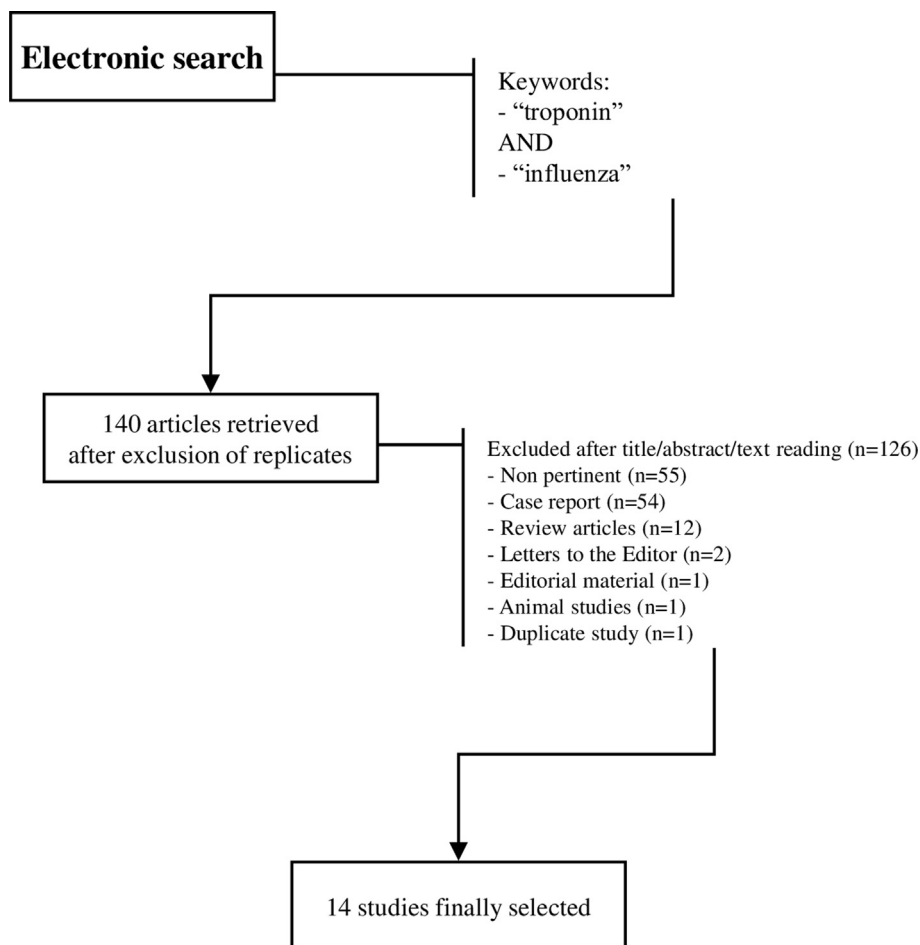 Electronic search
Keywords:
- “troponin”
AND
- “influenza”
140 articles retrieved
after exclusion of replicates
Excluded after title/abstract/text reading (n=126)
- Non pertinent (n=55)
- Case report (n=54)
- Review articles (n=12)
- Letters to the Editor (n=2)
- Editorial material (n=1)
- Animal studies (n=1)
- Duplicate study (n=1)
14 studies finally selected